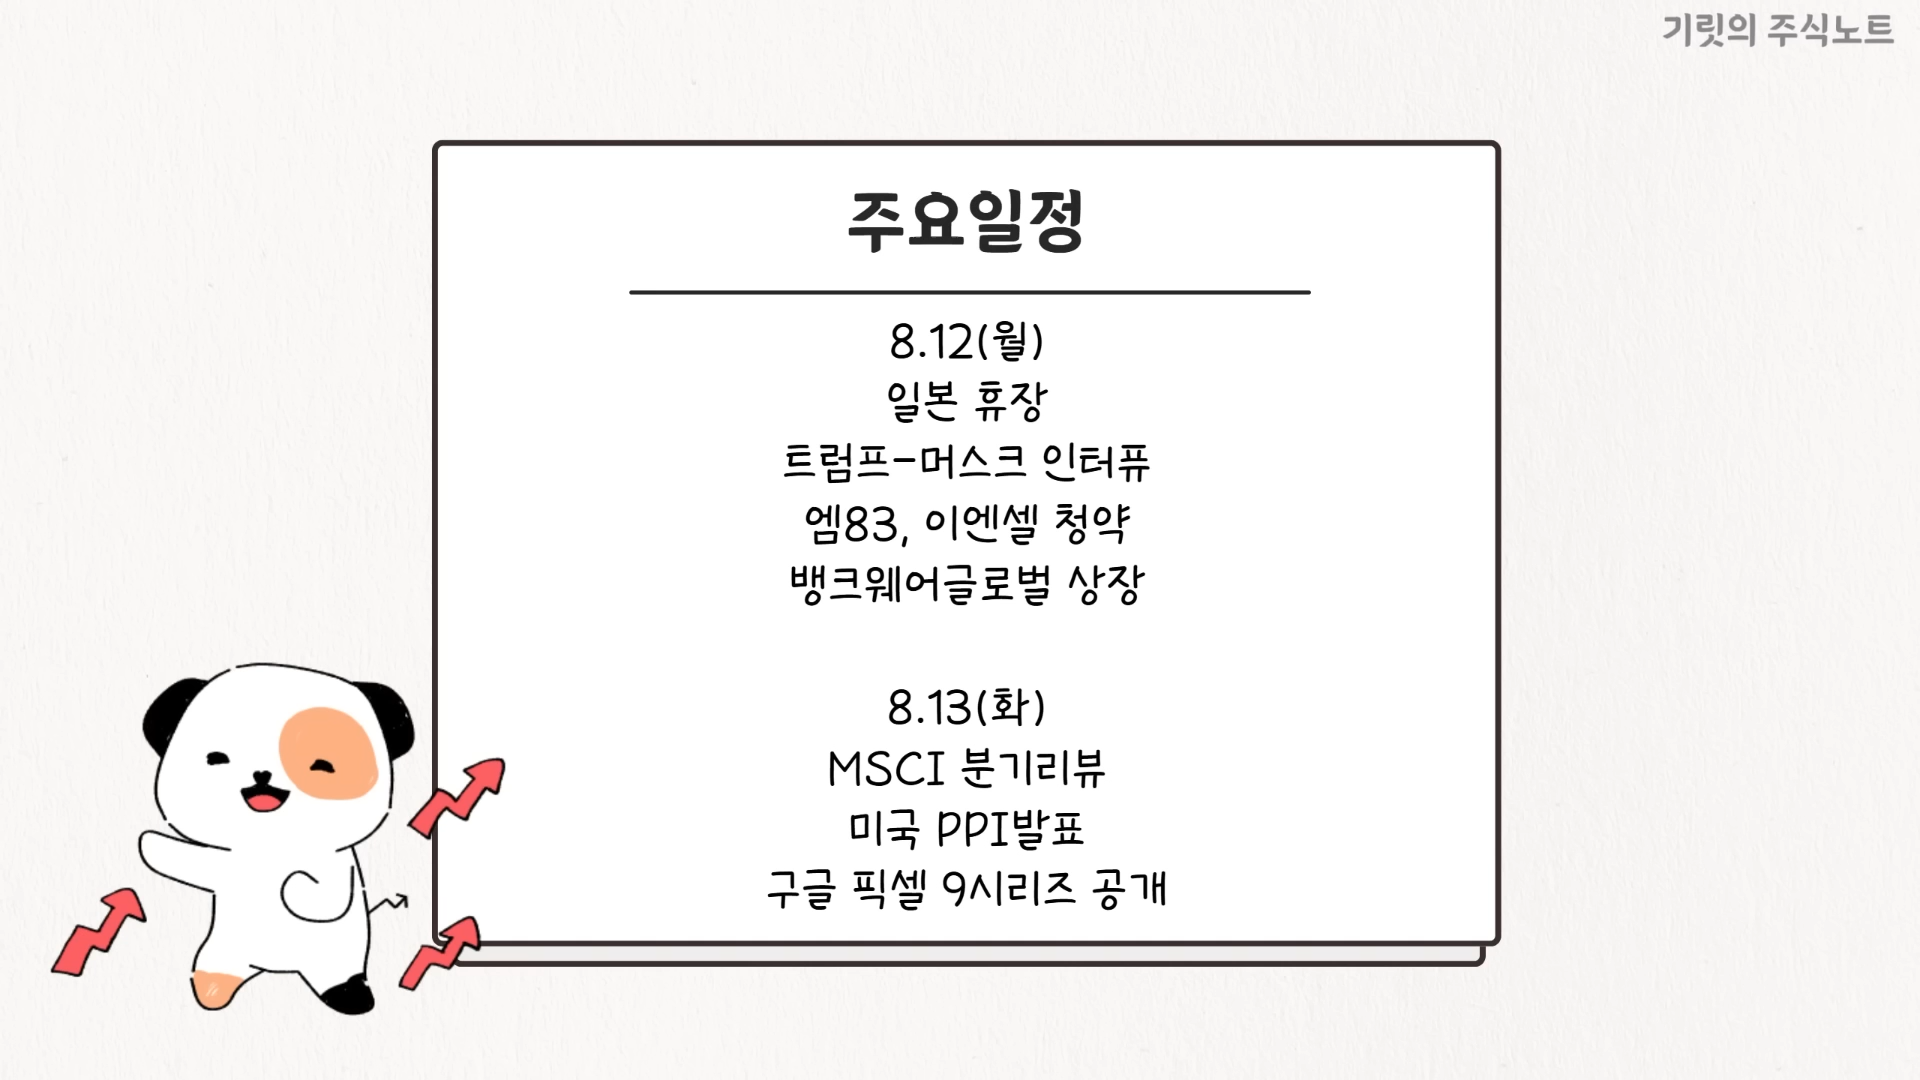 기릿의 주식노트
주요일정
8.12(월)
일본 휴장
트럼프-머스크 인터퓨
엠83, 이엔셀 청약
뱅크웨어글로벌 상장
8.13(화)
MSCI 분기리뷰
미국 PPI발표
구글 픽셀 9시리즈 공개